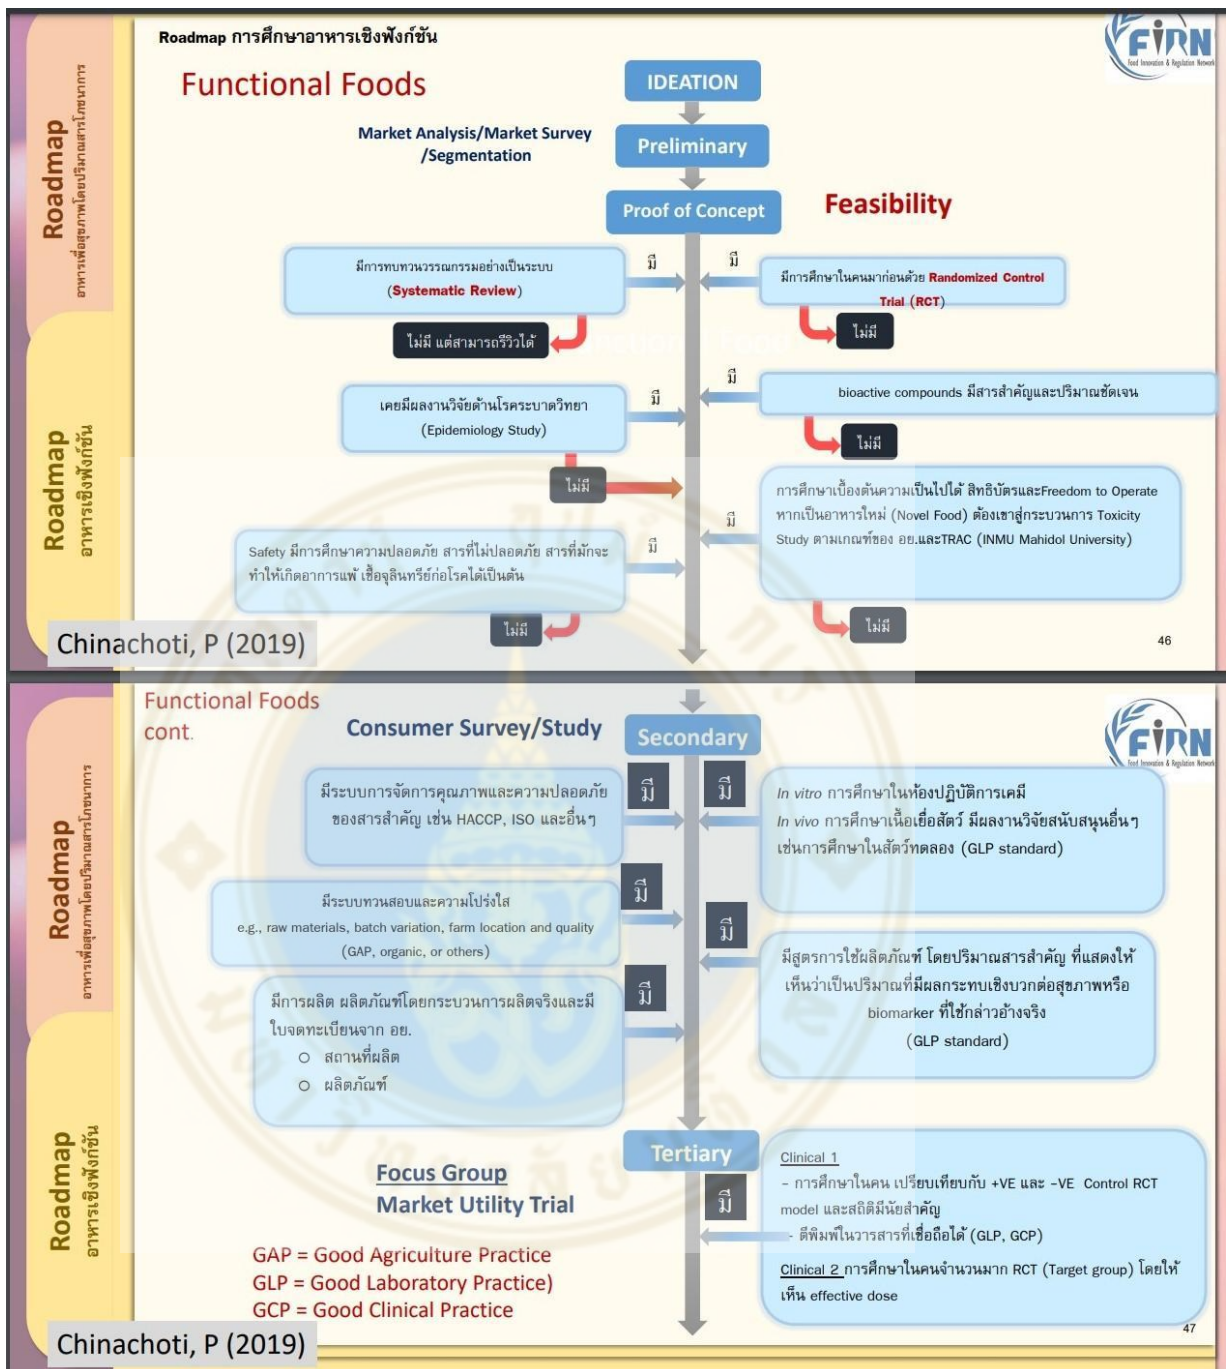 Roadmap การศึกษาอาหารเชิงฟังก์ชัน
FiRN
Food Innovation & Regulation Network
Functional Foods
IDEATION
Market Analysis/Market Survey
/Segmentation
Preliminary
Proof of Concept
Feasibility
Roadmap
อาหารเพื่อสุขภาพโดยปริมาณสารโภชนาการ
มีการทบทวนวรรณกรรมอย่างเป็นระบบ
(Systematic Review)
มี
มี
มีการศึกษาในคนมาก่อนด้วย Randomized Control
Trial (RCT)
ไม่มี แต่สามารถรีวิวได้
ไม่มี
เคยมีผลงานวิจัยด้านโรคระบาดวิทยา
(Epidemiology Study)
มี
มี
bioactive compounds มีสารสำคัญและปริมาณชัดเจน
ไม่มี
ไม่มี
Roadmap
อาหารเชิงฟังก์ชัน
การศึกษาเบื้องต้นความเป็นไปได้ สิทธิบัตรและFreedom to Operate
หากเป็นอาหารใหม่ (Novel Food) ต้องเข้าสู่กระบวนการ Toxicity
Study ตามเกณฑ์ของ อย.และTRAC (INMU Mahidol University)
มี
Safety มีการศึกษาความปลอดภัย สารที่ไม่ปลอดภัย สารที่มักจะ
ทำให้เกิดอาการแพ้ เชื้อจุลินทรีย์ก่อโรคได้เป็นต้น
มี
ไม่มี
ไม่มี
Chinachoti, P (2019)
46
Functional Foods
cont.
Consumer Survey/Study
Secondary
FiRN
Food Innovation & Regulation Network
Roadmap
อาหารเพื่อสุขภาพโดยปริมาณสารโภชนาการ
มีระบบการจัดการคุณภาพและความปลอดภัย
ของสารสำคัญ เช่น HACCP, ISO และอื่นๆ
มี
มี
In vitro การศึกษาในห้องปฏิบัติการเคมี
In vivo การศึกษาเนื้อเยื่อสัตว์ มีผลงานวิจัยสนับสนุนอื่นๆ
เช่นการศึกษาในสัตว์ทดลอง (GLP standard)
มีระบบทวนสอบและความโปร่งใส
e.g., raw materials, batch variation, farm location and quality
(GAP, organic, or others)
มี
มี
มีสูตรการใช้ผลิตภัณฑ์ โดยปริมาณสารสำคัญ ที่แสดงให้
เห็นว่าเป็นปริมาณที่มีผลกระทบเชิงบวกต่อสุขภาพหรือ
biomarker ที่ใช้กล่าวอ้างจริง
(GLP standard)
มีการผลิต ผลิตภัณฑ์โดยกระบวนการผลิตจริงและมี
ใบจดทะเบียนจาก อย.
สถานที่ผลิต
ผลิตภัณฑ์
มี
Roadmap
อาหารเชิงฟังก์ชัน
Tertiary
Focus Group
Market Utility Trial
มี
Clinical 1
- การศึกษาในคน เปรียบเทียบกับ +VE และ -VE Control RCT
model และสถิติมีนัยสำคัญ
- ตีพิมพ์ในวารสารที่เชื่อถือได้ (GLP, GCP)
Clinical 2 การศึกษาในคนจำนวนมาก RCT (Target group) โดยให้
เห็น effective dose
GAP = Good Agriculture Practice
GLP = Good Laboratory Practice)
GCP = Good Clinical Practice
Chinachoti, P (2019)
47